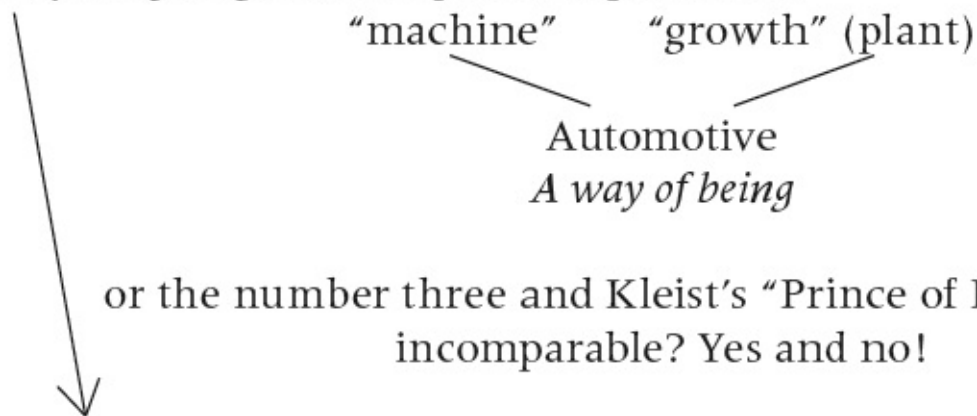 “machine” “growth” (plant)
Automotive
A way of being
or the number three and Kleist’s “Prince of
incomparable? Yes and no!